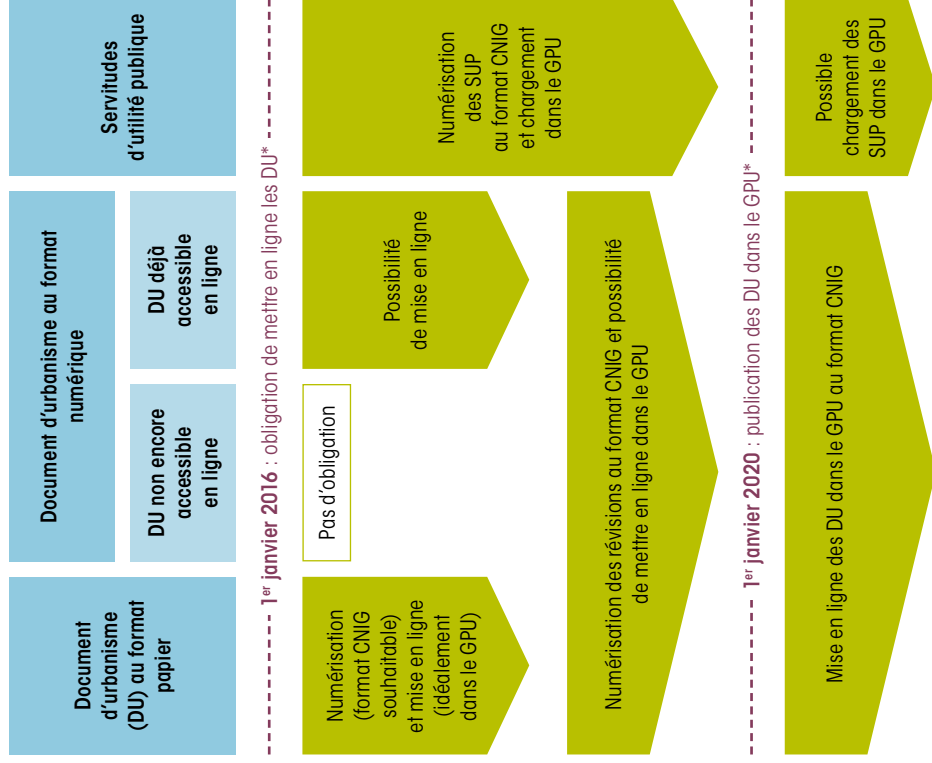 Document
d'urbanisme
(DU) au format
papier
Document d'urbanisme au format
numérique
DU non encore
accessible
en ligne
DU déjà
accessible
en ligne
Servitudes
d'utilité publique
1er janvier 2016 : obligation de mettre en ligne les DU*
Numérisation
(format CNIG
souhaitable)
et mise en ligne
(idéalement
dans le GPU)
Pas d'obligation
Possibilité
de mise en ligne
Numérisation
des SUP
au format CNIG
et chargement
dans le GPU
Numérisation des révisions au format CNIG et possibilité
de mettre en ligne dans le GPU
1er janvier 2020 : publication des DU dans le GPU*
Mise en ligne des DU dans le GPU au format CNIG
Possible
chargement des
SUP dans le GPU